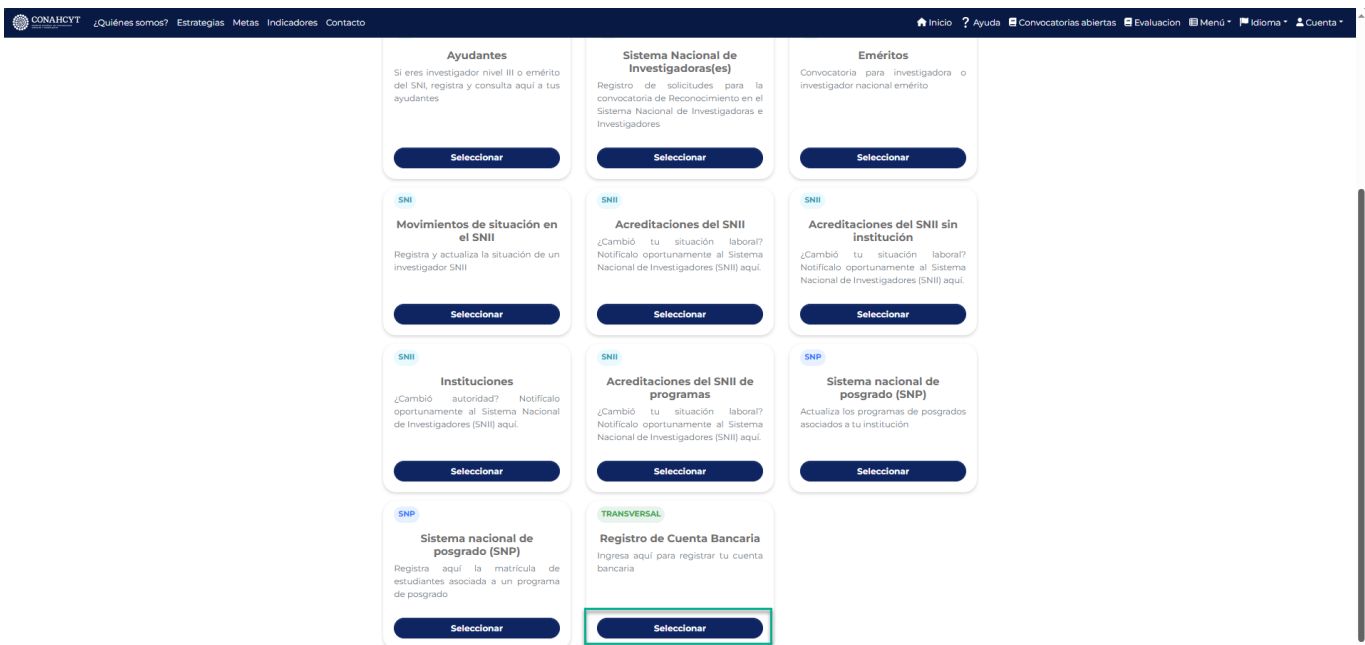 CONAHCYT ¿Quiénes somos? Estrategias Metas Indicadores Contacto Inicio ? Ayuda Convocatorias abiertas Evaluacion Menú Idioma Cuenta
Ayudantes
Si eres investigador nivel III o emérito
del SNI, registra y consulta aquí a tus
ayudantes
Seleccionar
Sistema Nacional de
Investigadoras(es)
Registro de solicitudes para la
convocatoria de Reconocimiento en el
Sistema Nacional de Investigadoras e
Investigadores
Seleccionar
Eméritos
Convocatoria para investigadora o
investigador nacional emérito
Seleccionar
SNI
Movimientos de situación en
el SNII
Registra y actualiza la situación de un
investigador SNII
Seleccionar
SNII
Acreditaciones del SNII
¿Cambió tu situación laboral?
Notifícalo oportunamente al Sistema
Nacional de Investigadores (SNII) aquí.
Seleccionar
SNII
Acreditaciones del SNII sin
institución
¿Cambió tu situación laboral?
Notifícalo oportunamente al Sistema
Nacional de Investigadores (SNII) aquí.
Seleccionar
SNII
Instituciones
¿Cambió autoridad? Notifícalo
oportunamente al Sistema Nacional
de Investigadores (SNII) aquí.
Seleccionar
SNII
Acreditaciones del SNII de
programas
¿Cambió tu situación laboral?
Notifícalo oportunamente al Sistema
Nacional de Investigadores (SNII) aquí.
Seleccionar
SNP
Sistema nacional de
posgrado (SNP)
Actualiza los programas de posgrados
asociados a tu institución
Seleccionar
SNP
Sistema nacional de
posgrado (SNP)
Registra aquí la matrícula de
estudiantes asociada a un programa
de posgrado
Seleccionar
TRANSVERSAL
Registro de Cuenta Bancaria
Ingresa aquí para registrar tu cuenta
bancaria
Seleccionar